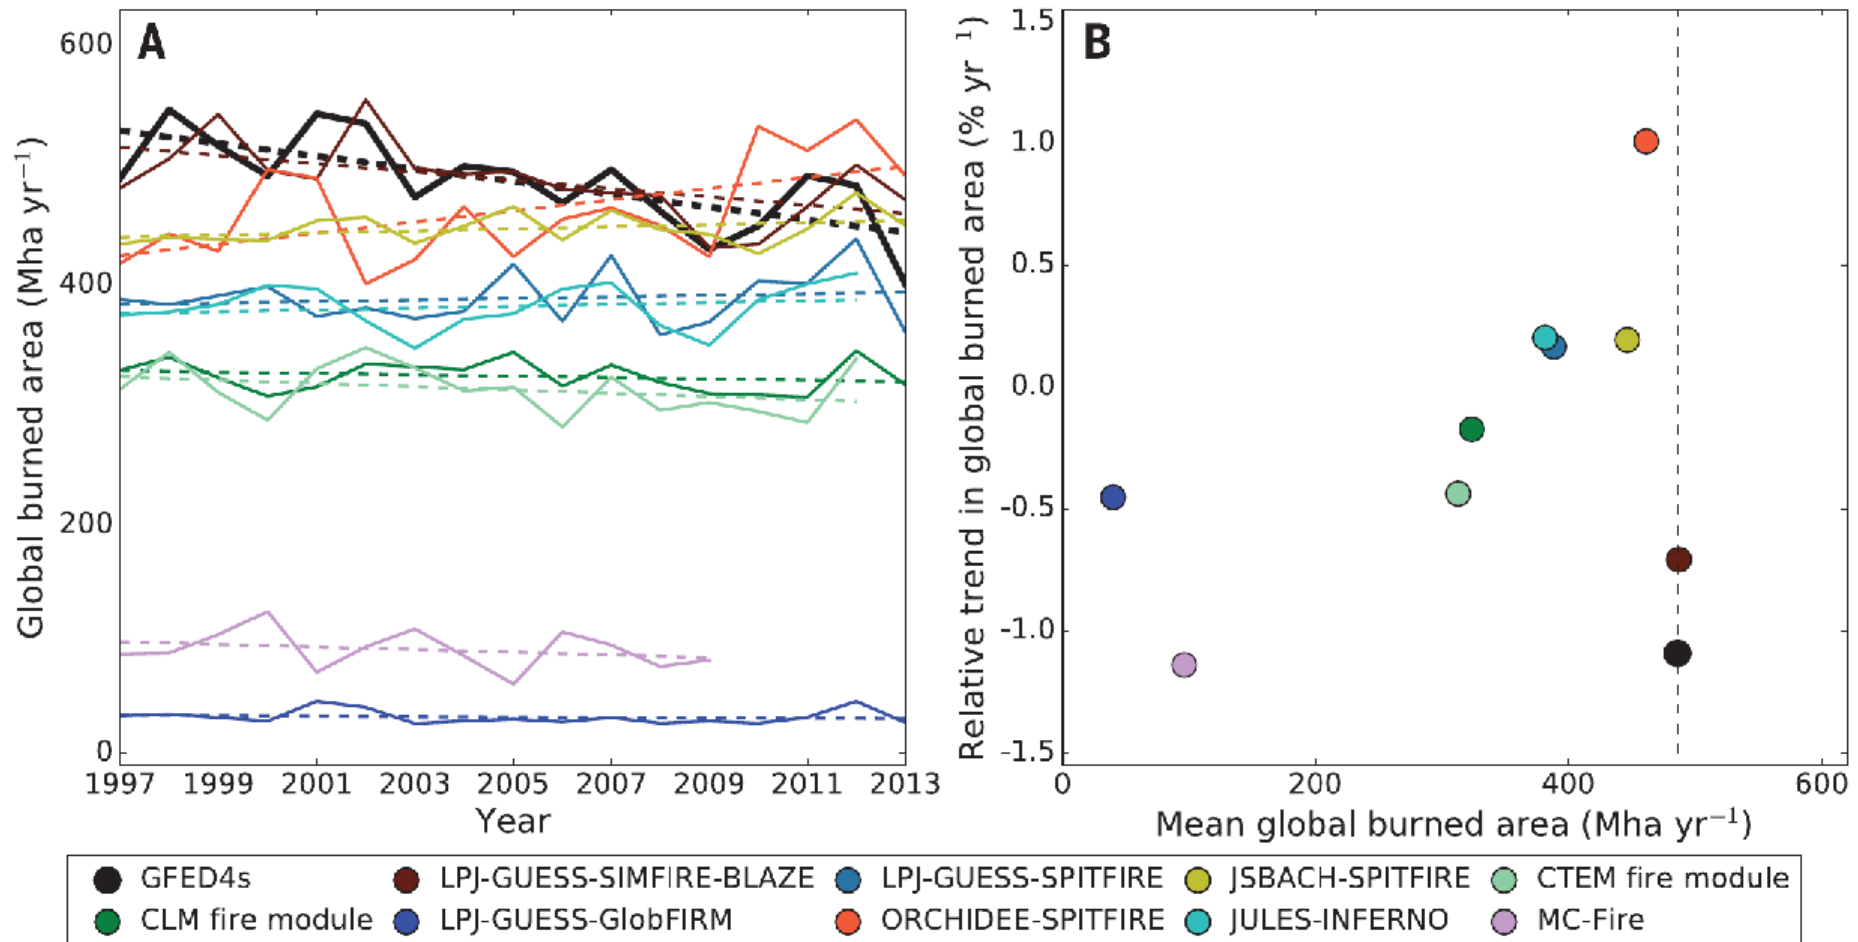 A
Global burned area (Mha yr−1)
600
400
200
0
1997 1999 2001 2003 2005 2007 2009 2011 2013
Year
B
Relative trend in global burned area (% yr 1)
1.5
1.0
0.5
0.0
-0.5
-1.0
-1.5
0 200 400 600
Mean global burned area (Mha yr−1)
GFED4s LPJ-GUESS-SIMFIRE-BLAZE LPJ-GUESS-SPITFIRE JSBACH-SPITFIRE CTEM fire module
CLM fire module LPJ-GUESS-GlobFIRM ORCHIDEE-SPITFIRE JULES-INFERNO MC-Fire